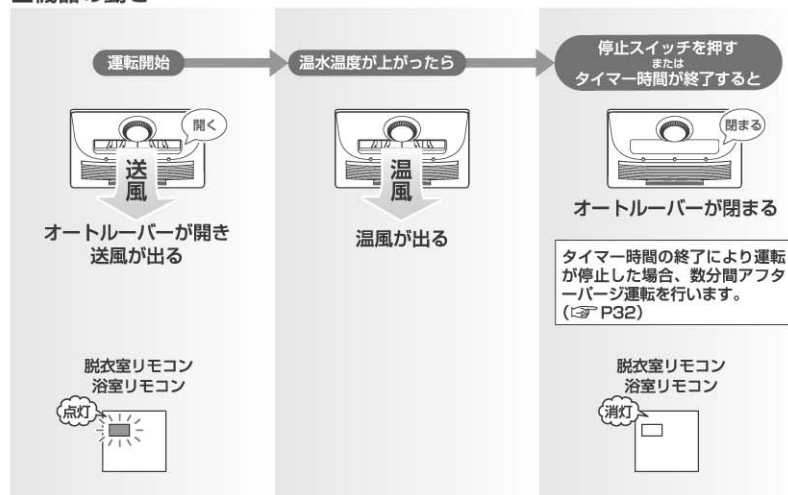 運転開始
温水温度が上がったら
停止スイッチを押す
または
タイマー時間が終了すると
開く
送風
オートルーバーが開き
送風が出る
温風
温風が出る
閉まる
オートルーバーが閉まる
タイマー時間の終了により運転
が停止した場合、数分間アフタ
ーパージ運転を行います。
(☞P32)
脱衣室リモコン
浴室リモコン
点灯
脱衣室リモコン
浴室リモコン
消灯